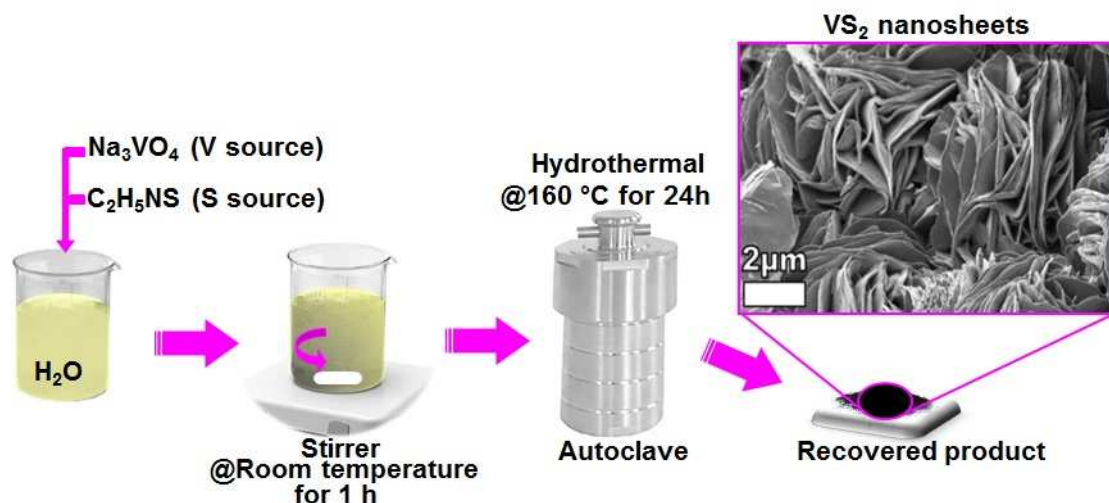 VS₂ nanosheets
Na₃VO₄ (V source)
C₂H₅NS (S source)
H₂O
Stirrer
@Room temperature
for 1 h
Hydrothermal
@160 °C for 24h
Autoclave
2μm
Recovered product